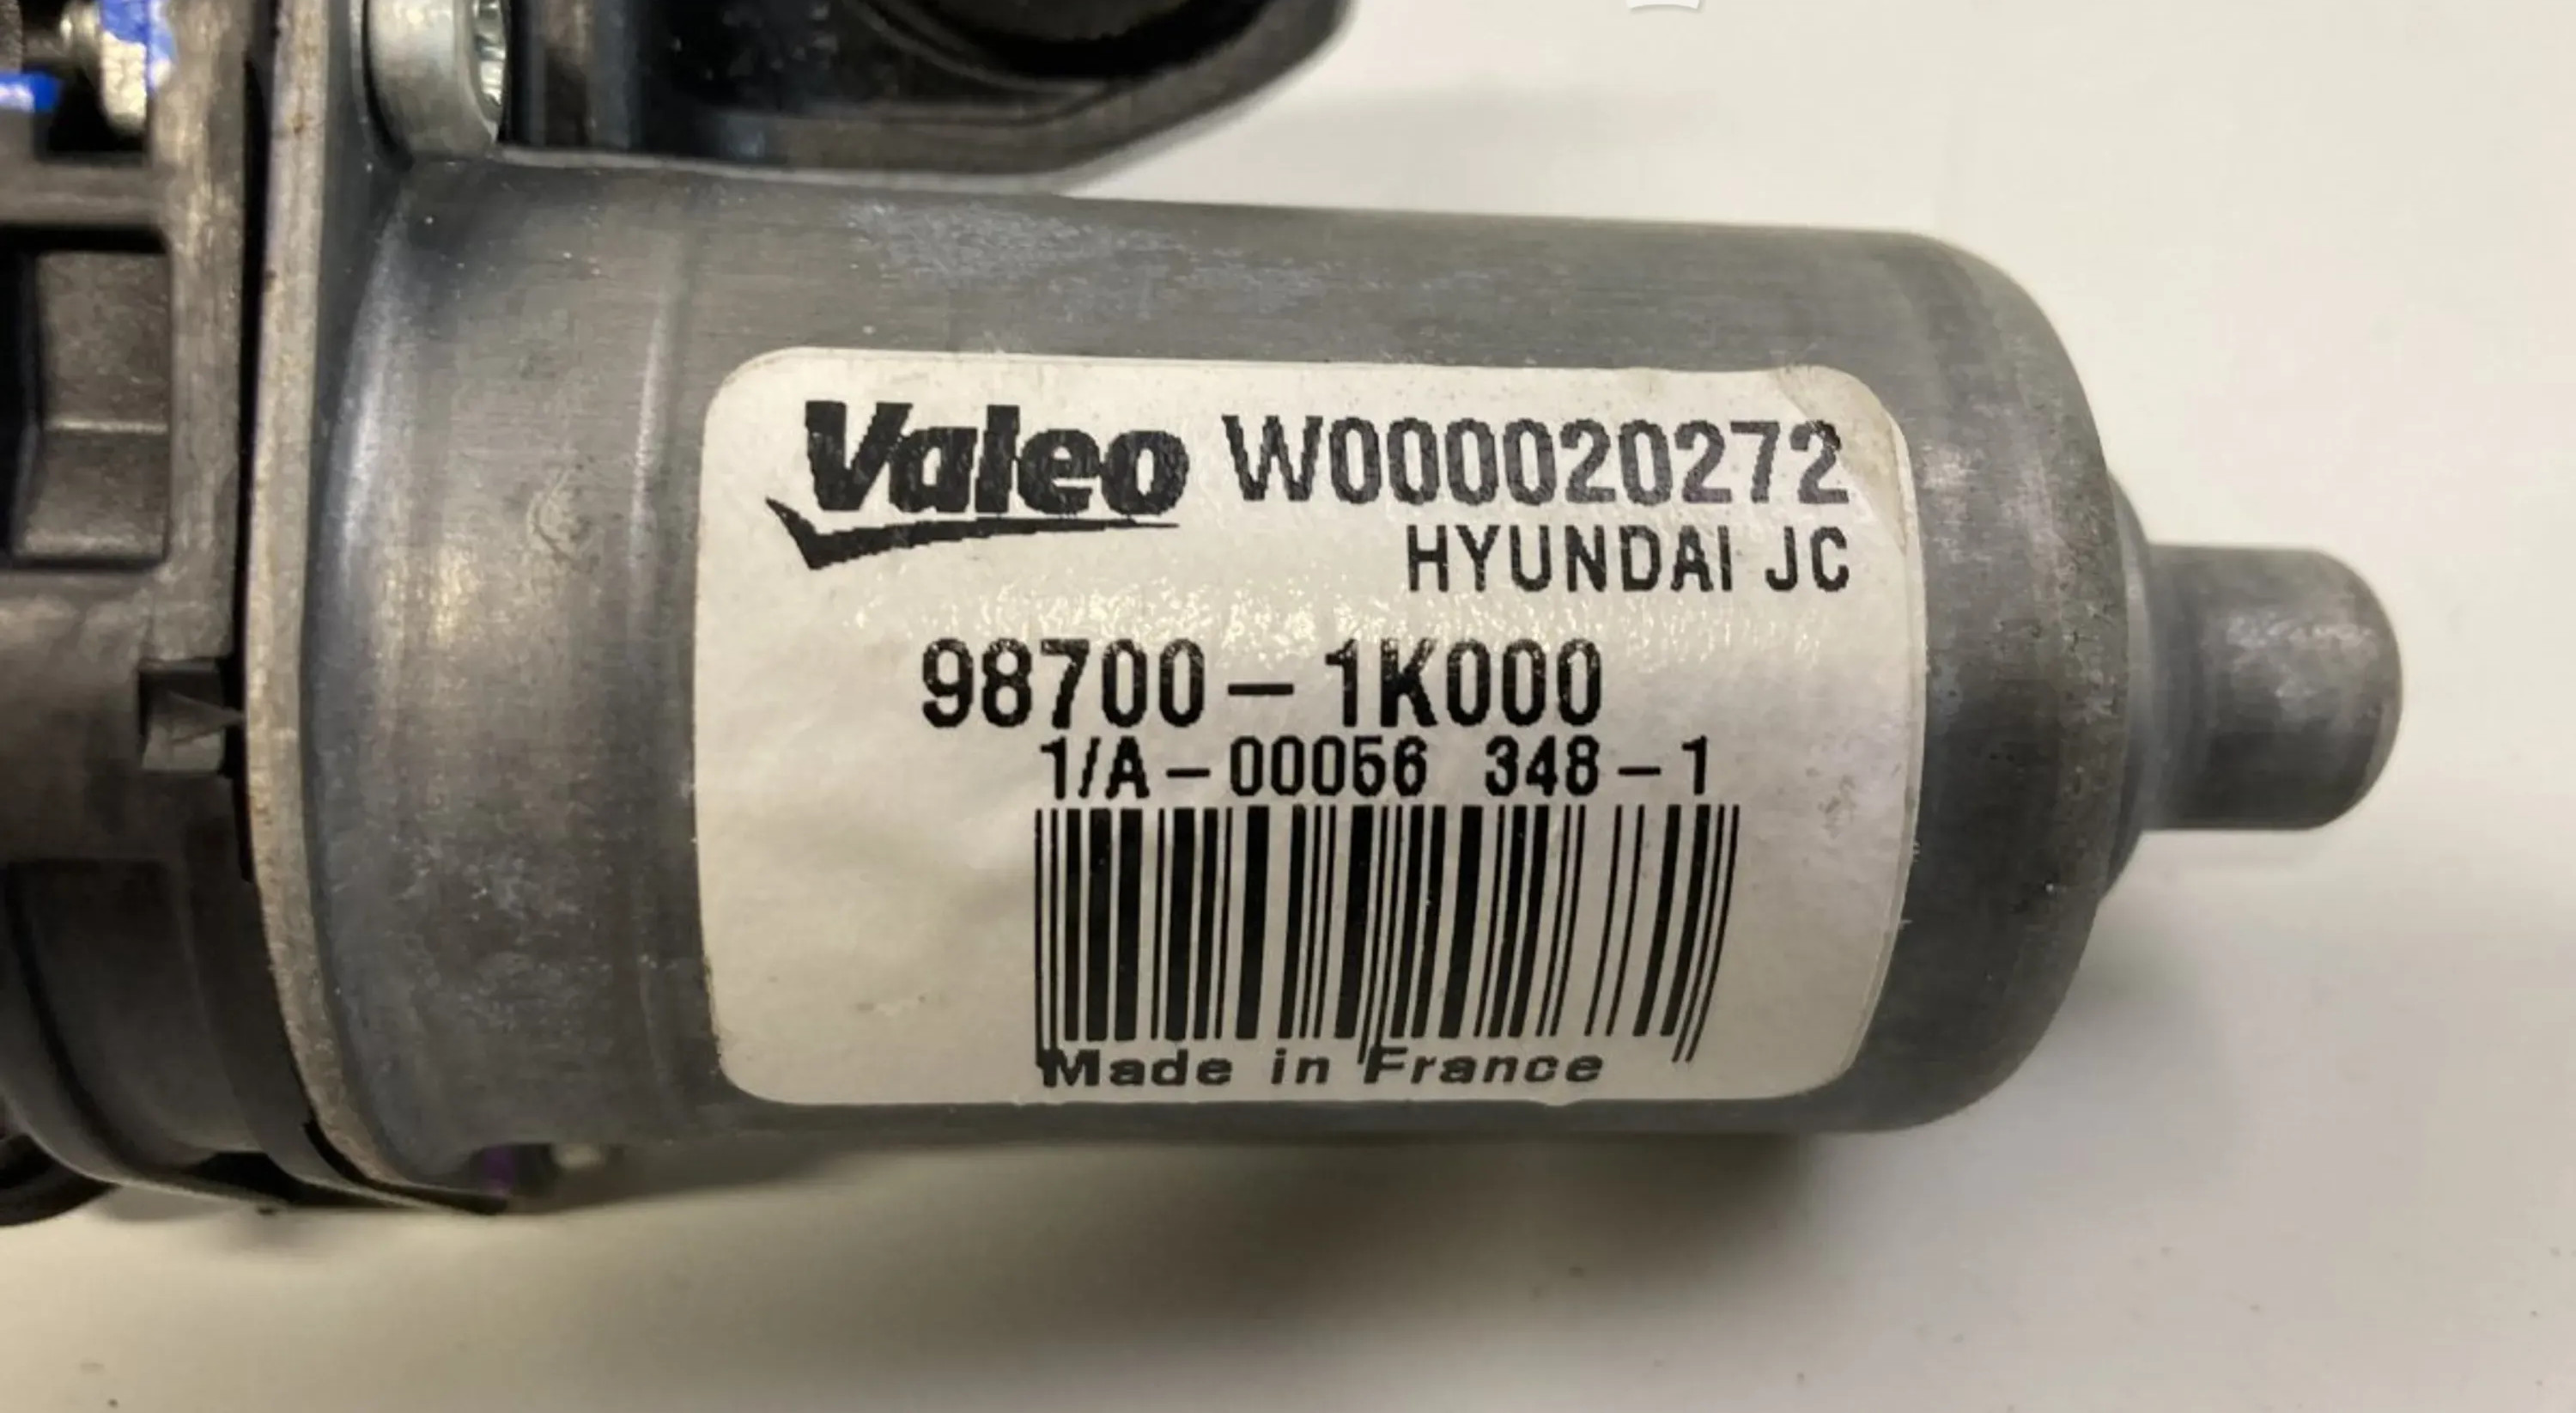 Valeo W000020272
HYUNDAI JC
98700-1K000
1/A-00056 348-1
Made in France